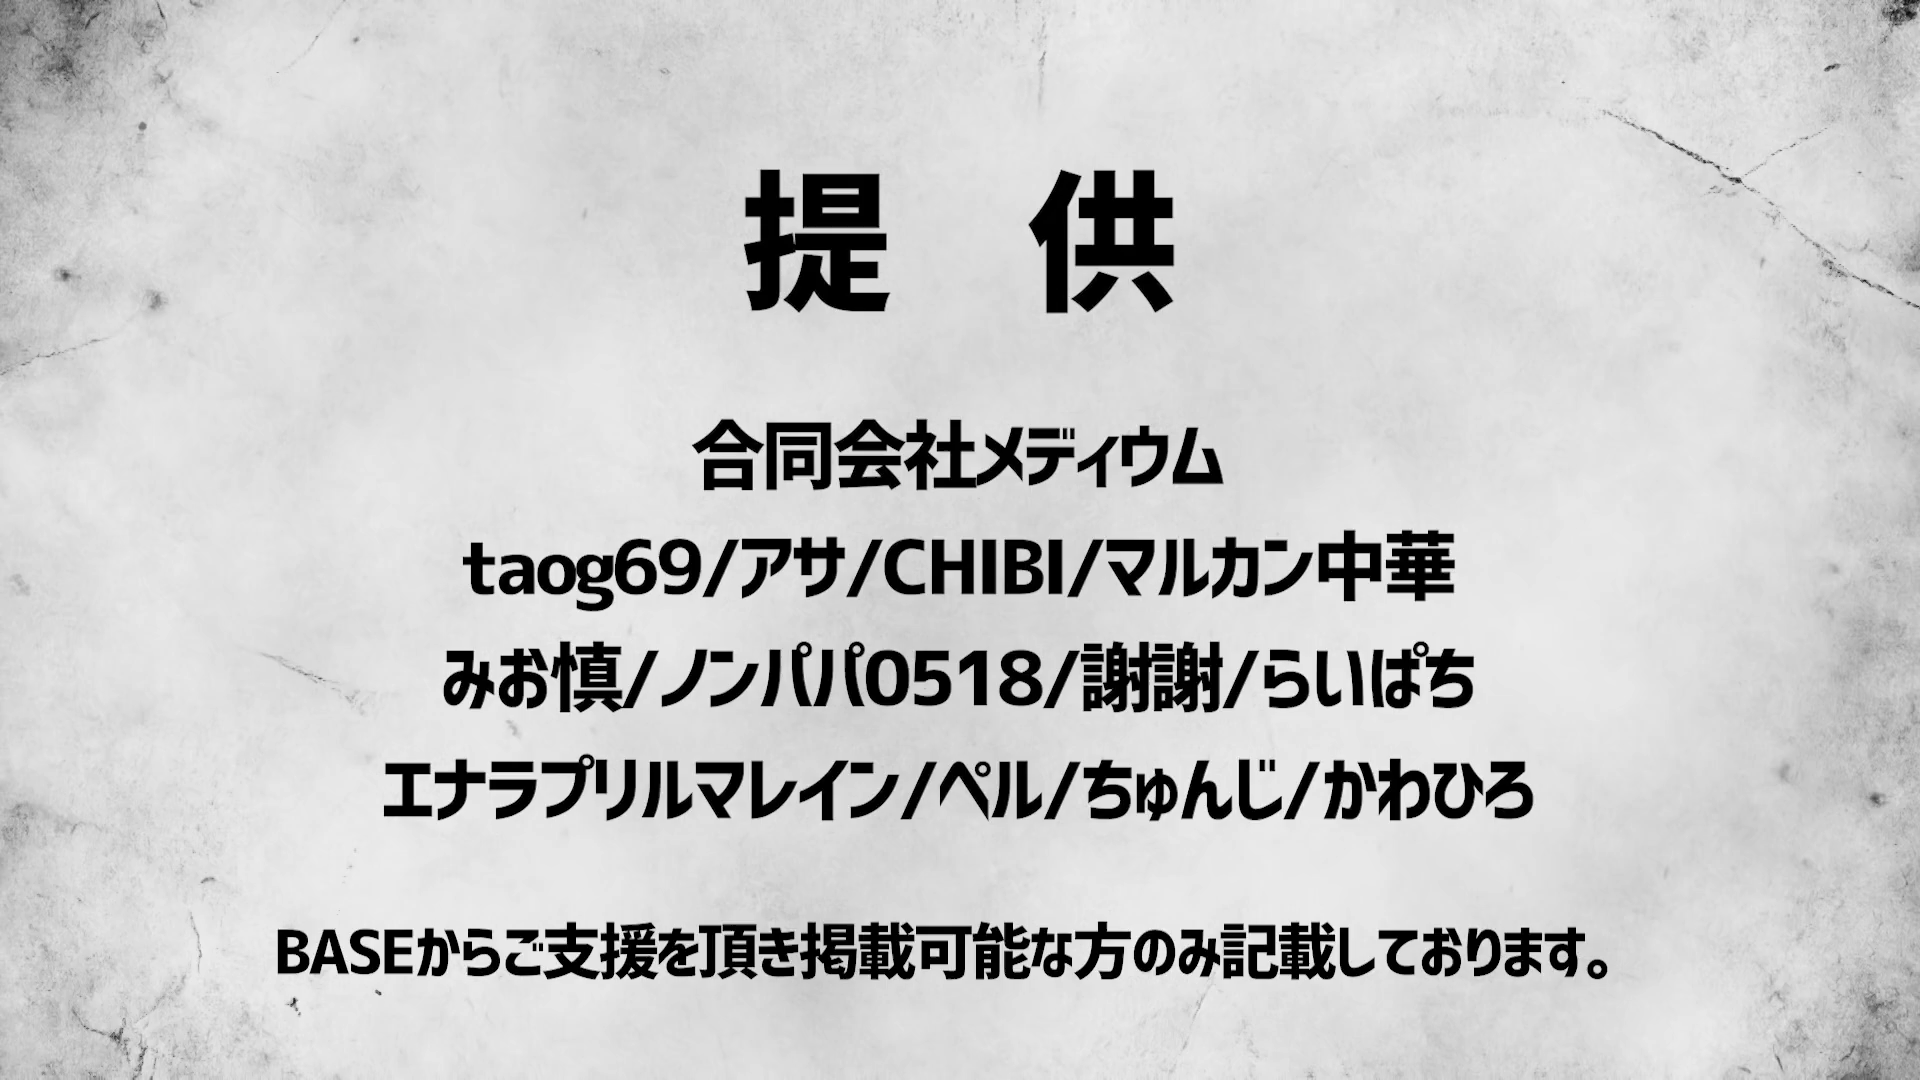 提 供
合同会社メディウム
taog69/アサ/CHIBI/マルカン中華
みお慎/ノンパパ0518/謝謝/らいぱち
エナラプリルマレイン/ペル/ちゅんじ/かわひろ
BASEからご支援を頂き掲載可能な方のみ記載しております。